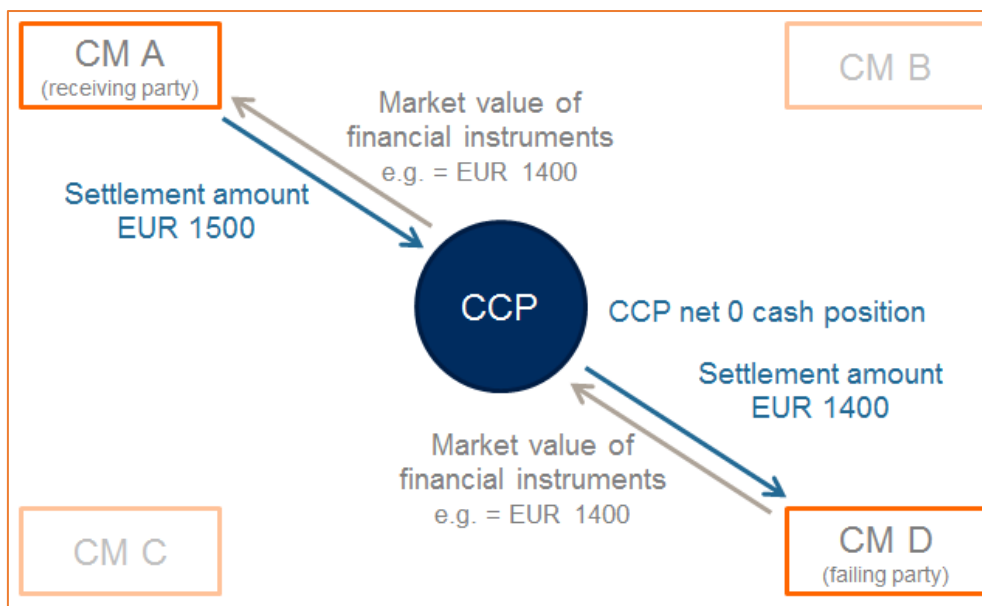 CM A
(receiving party)
CM B
Market value of
financial instruments
e.g. = EUR 1400
Settlement amount
EUR 1500
CCP
CCP net 0 cash position
Settlement amount
EUR 1400
Market value of
financial instruments
e.g. = EUR 1400
CM C
CM D
(failing party)